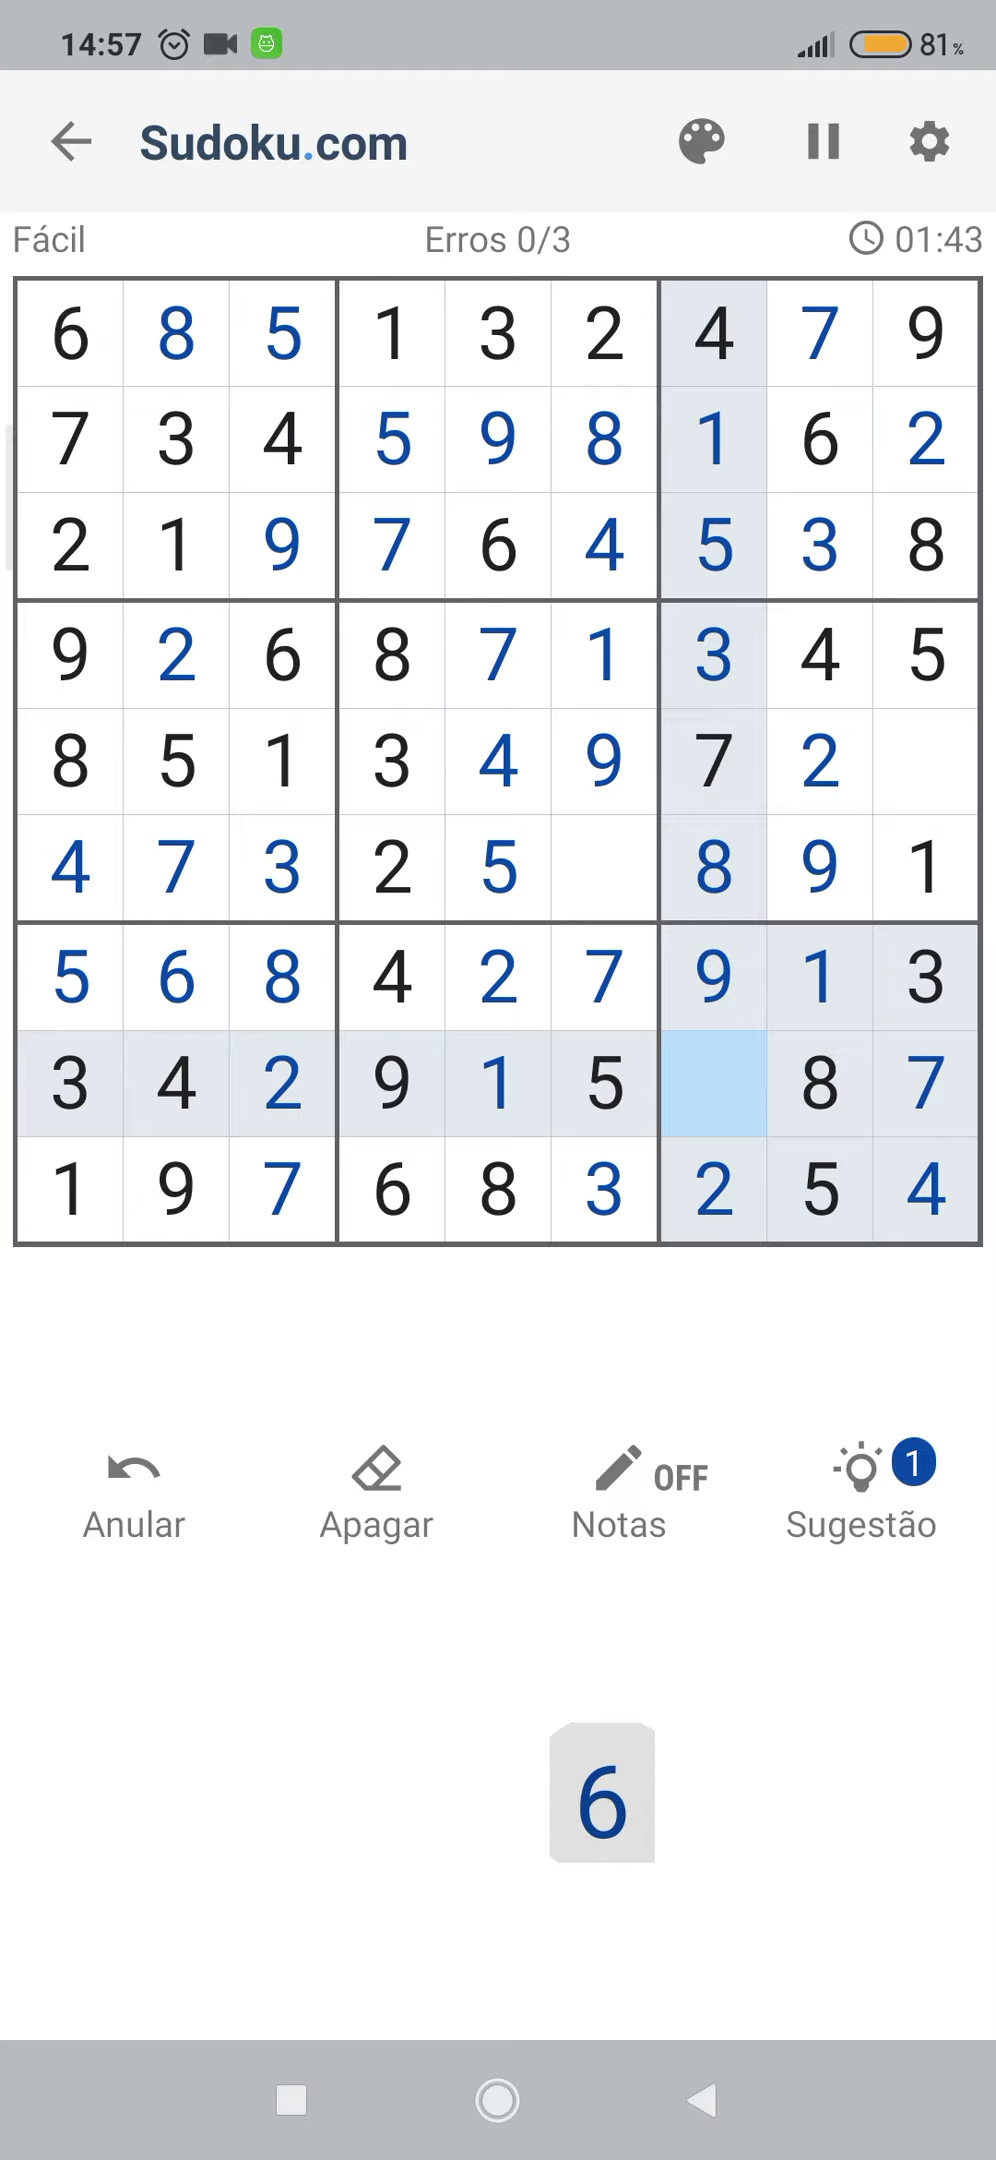 14:57 81%
Sudoku.com
Fácil Erros 0/3 01:43
6 8 5 1 3 2 4 7 9
7 3 4 5 9 8 1 6 2
2 1 9 7 6 4 5 3 8
9 2 6 8 7 1 3 4 5
8 5 1 3 4 9 7 2
4 7 3 2 5 8 9 1
5 6 8 4 2 7 9 1 3
3 4 2 9 1 5 8 7
1 9 7 6 8 3 2 5 4
OFF 1
Anular Apagar Notas Sugestão
6